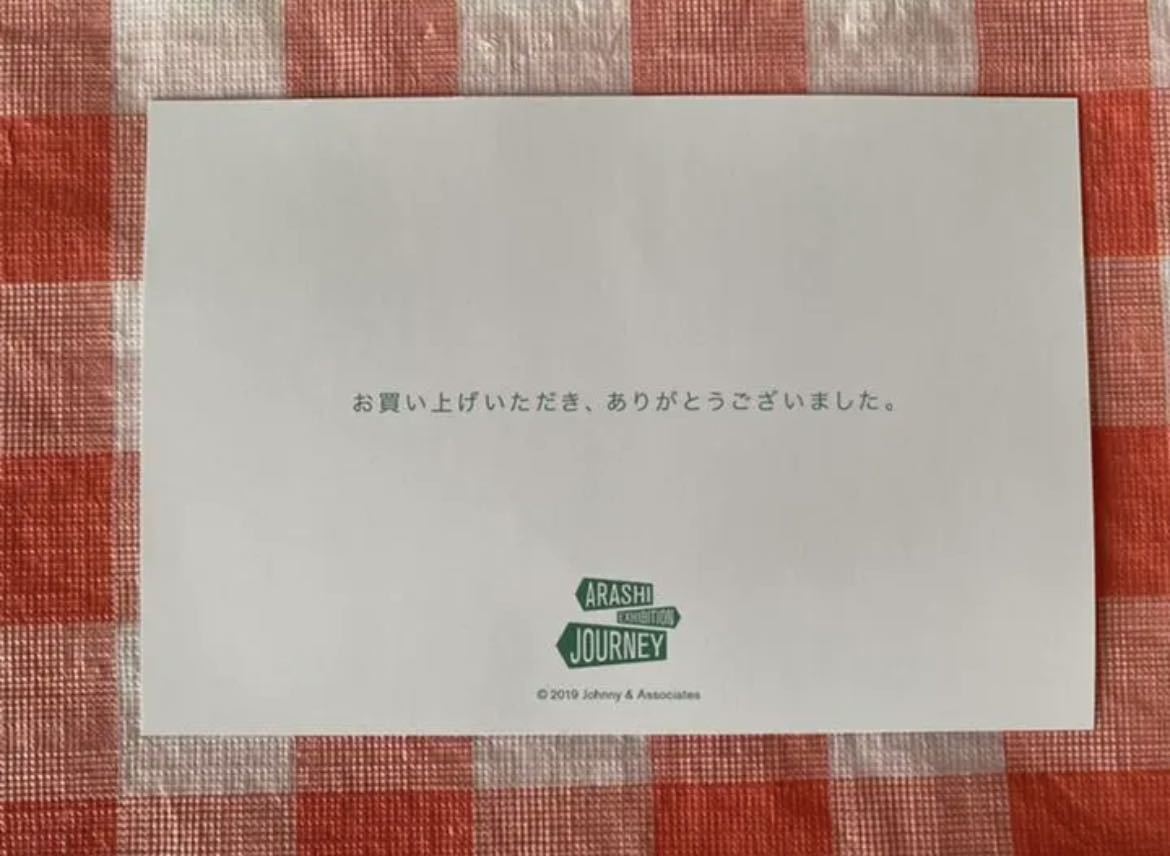 お買い上げいただき、ありがとうございました。
ARASHI
EXHIBITION
JOURNEY
© 2019 Johnny & Associates